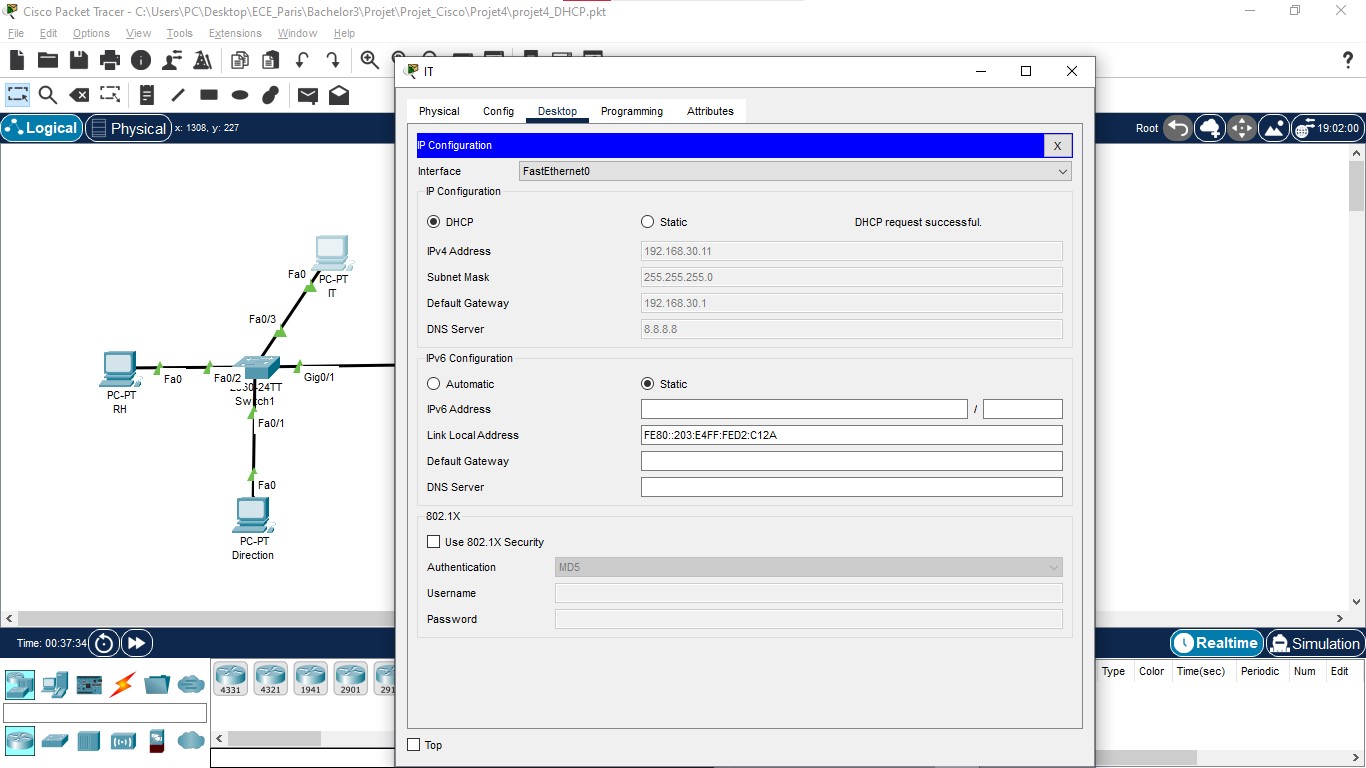 Cisco Packet Tracer - C:\Users\PC\Desktop\ECE_Paris\Bachelor3\Projet\Projet_Cisco\Projet4\projet4_DHCP.pkt
File Edit Options View Tools Extensions Window Help
IT
Physical Config Desktop Programming Attributes
Logical Physical x: 1308, y: 227
Root 19:02:00
IP Configuration X
Interface FastEthernet0
IP Configuration
DHCP Static DHCP request successful.
IPv4 Address 192.168.30.11
Subnet Mask 255.255.255.0
Default Gateway 192.168.30.1
DNS Server 8.8.8.8
IPv6 Configuration
Automatic Static
IPv6 Address /
Link Local Address FE80::203:E4FF:FED2:C12A
Default Gateway
DNS Server
802.1X
Use 802.1X Security
Authentication MD5
Username
Password
Top
Fa0
PC-PT
IT
Fa0/3
Fa0
Fa0/2
Gig0/1
PC-PT
RH
Fa0/1
Fa0
PC-PT
Direction
Time: 00:37:34
Realtime Simulation
4331 4321 1941 2901
Type Color Time(sec) Periodic Num Edit